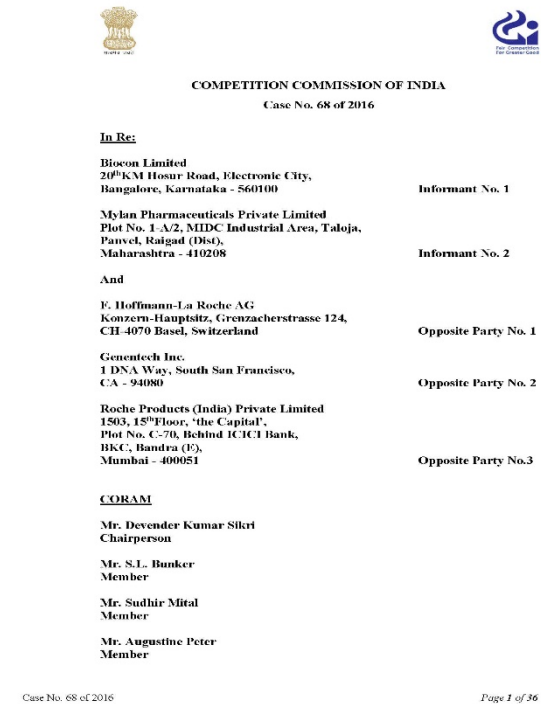 Fair Competition
For Greater Good
COMPETITION COMMISSION OF INDIA
Case No. 68 of 2016
In Re:
Biocon Limited
20thKM Hosur Road, Electronic City,
Bangalore, Karnataka - 560100 Informant No. 1
Mylan Pharmaceuticals Private Limited
Plot No. 1-A/2, MIDC Industrial Area, Taloja,
Panvel, Raigad (Dist),
Maharashtra - 410208 Informant No. 2
And
F. Hoffmann-La Roche AG
Konzern-Hauptsitz, Grenzacherstrasse 124,
CH-4070 Basel, Switzerland Opposite Party No. 1
Genentech Inc.
1 DNA Way, South San Francisco,
CA - 94080 Opposite Party No. 2
Roche Products (India) Private Limited
1503, 15thFloor, ‘the Capital’,
Plot No. C-70, Behind ICICI Bank,
BKC, Bandra (E),
Mumbai - 400051 Opposite Party No.3
CORAM
Mr. Devender Kumar Sikri
Chairperson
Mr. S.L. Bunker
Member
Mr. Sudhir Mital
Member
Mr. Augustine Peter
Member
Case No. 68 of 2016 Page 1 of 36